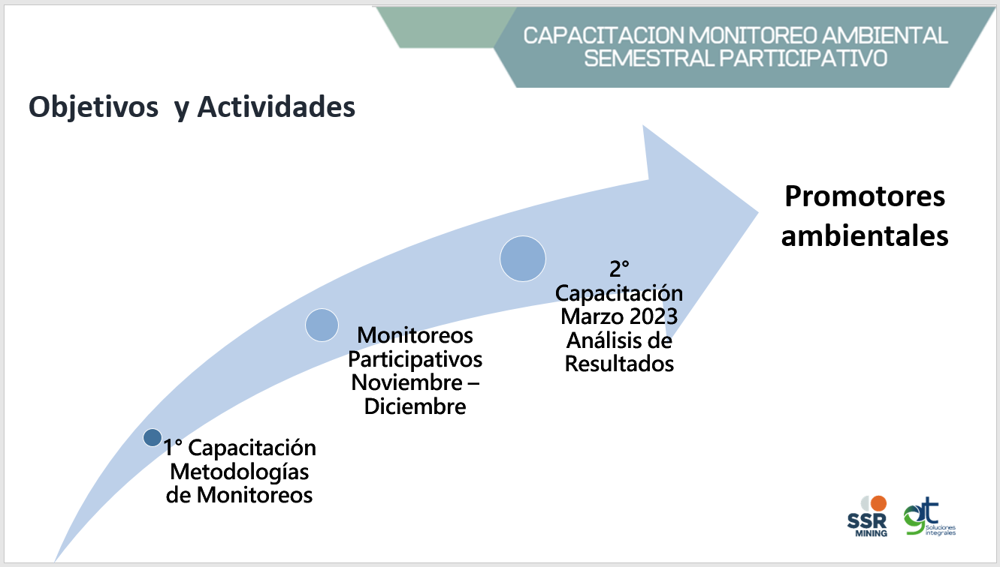 CAPACITACION MONITOREO AMBIENTAL
SEMESTRAL PARTICIPATIVO
Objetivos  y Actividades
Promotores
ambientales
2°
Capacitación
Marzo 2023
Análisis de
Resultados
Monitoreos
Participativos
Noviembre –
Diciembre
1° Capacitación
Metodologías
de Monitoreos
SSR
MINING
gt
Soluciones
integrales